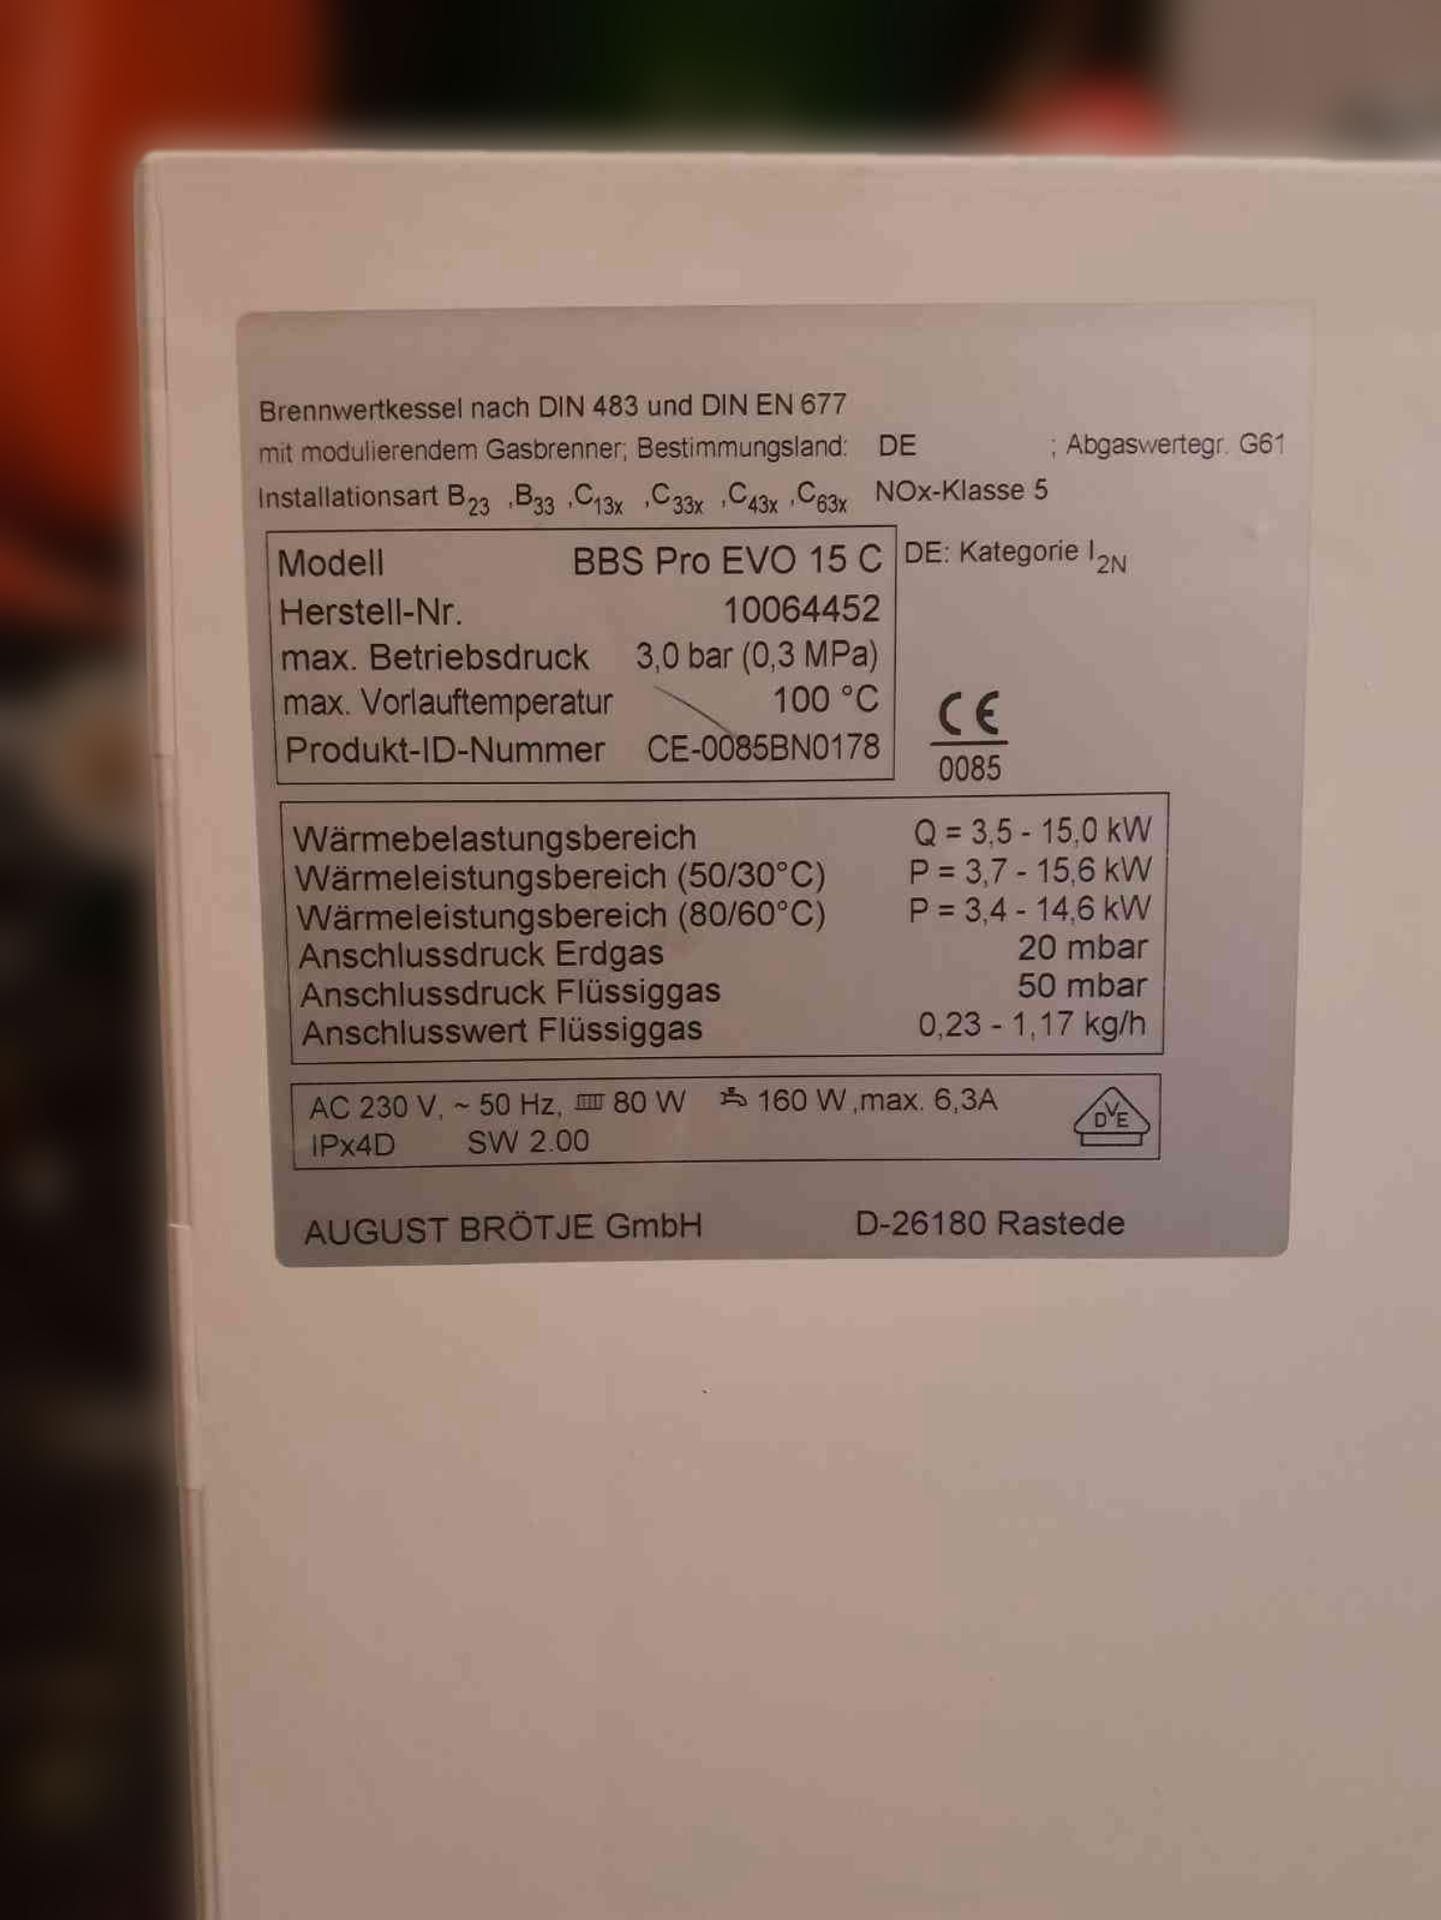 Brennwertkessel nach DIN 483 und DIN EN 677
mit modulierendem Gasbrenner; Bestimmungsland: DE ; Abgaswertegr. G61
Installationsart B23 ,B33 ,C13x ,C33x ,C43x ,C63x NOx-Klasse 5
Modell BBS Pro EVO 15 C DE: Kategorie I2N
Herstell-Nr. 10064452
max. Betriebsdruck 3,0 bar (0,3 MPa)
max. Vorlauftemperatur 100 °C
CE
Produkt-ID-Nummer CE-0085BN0178
0085
Wärmebelastungsbereich Q = 3,5 - 15,0 kW
Wärmeleistungsbereich (50/30°C) P = 3,7 - 15,6 kW
Wärmeleistungsbereich (80/60°C) P = 3,4 - 14,6 kW
Anschlussdruck Erdgas 20 mbar
Anschlussdruck Flüssiggas 50 mbar
Anschlusswert Flüssiggas 0,23 - 1,17 kg/h
AC 230 V, ~ 50 Hz, 80 W 160 W ,max. 6,3A
DVE
IPx4D SW 2.00
AUGUST BRÖTJE GmbH D-26180 Rastede